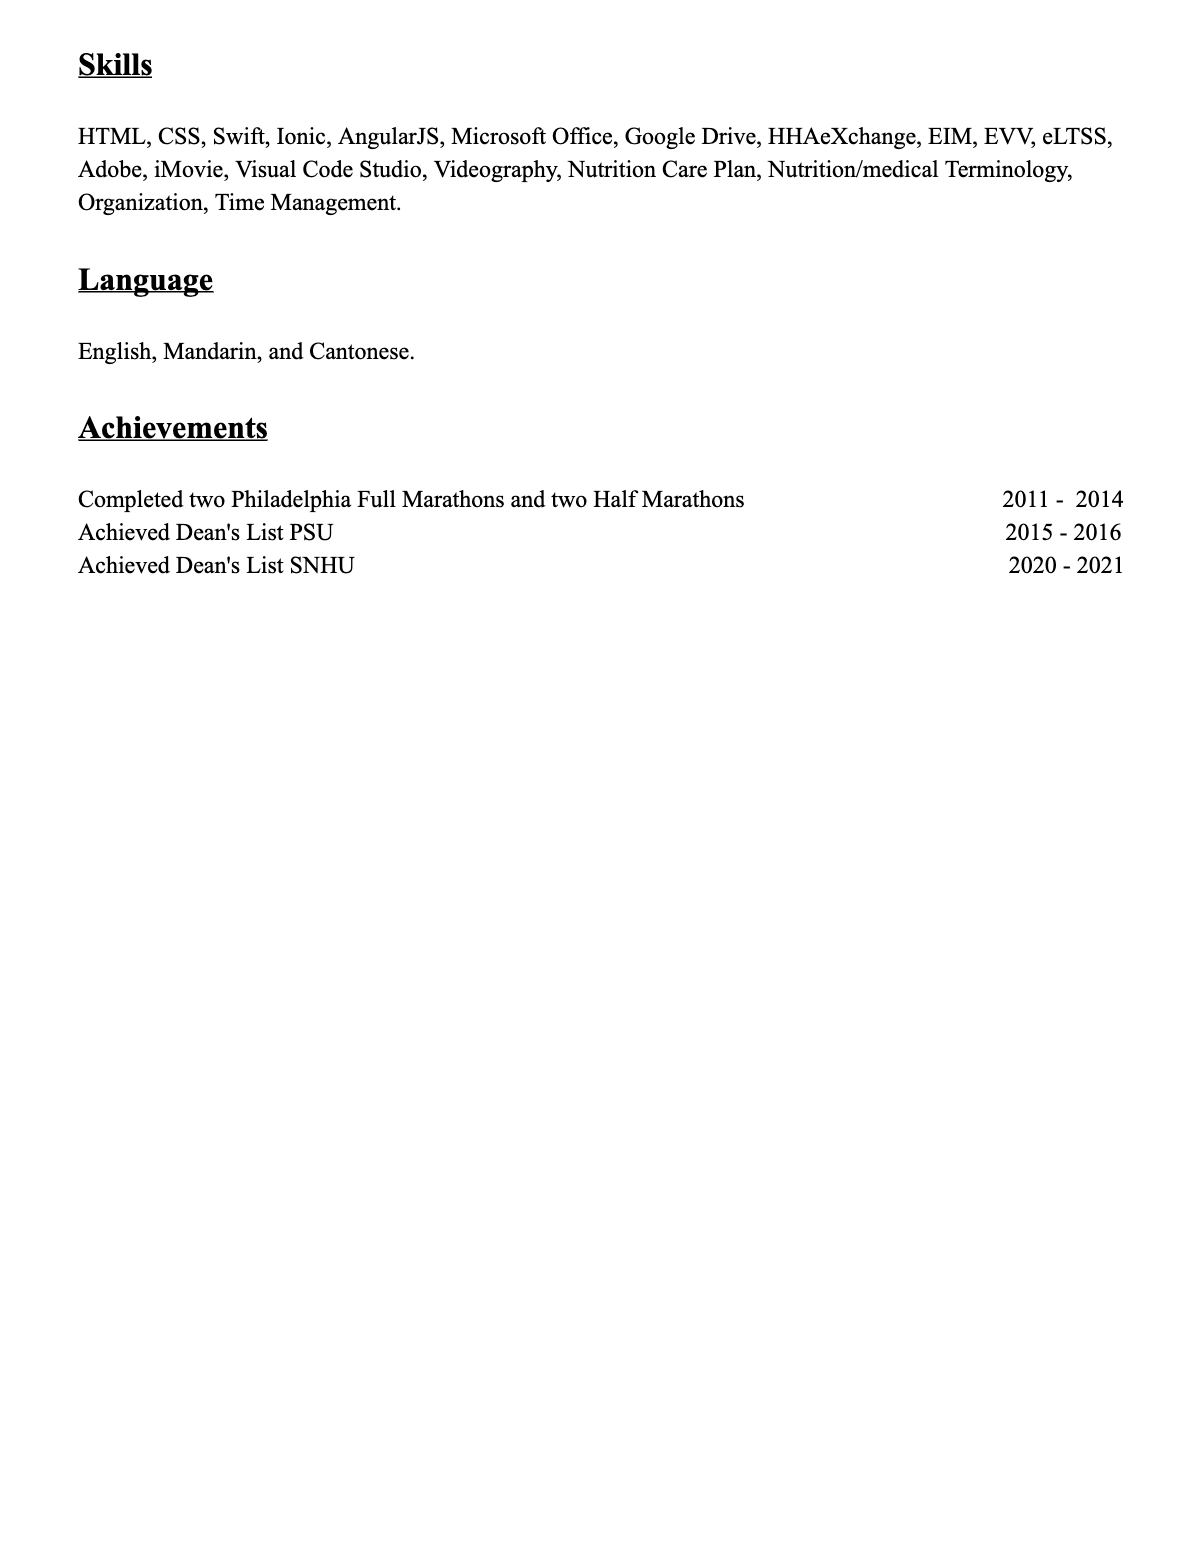 Skills
HTML, CSS, Swift, Ionic, AngularJS, Microsoft Office, Google Drive, HHAeXchange, EIM, EVV, eLTSS,
Adobe, iMovie, Visual Code Studio, Videography, Nutrition Care Plan, Nutrition/medical Terminology,
Organization, Time Management.
Language
English, Mandarin, and Cantonese.
Achievements
Completed two Philadelphia Full Marathons and two Half Marathons 2011 -  2014
Achieved Dean's List PSU 2015 - 2016
Achieved Dean's List SNHU 2020 - 2021